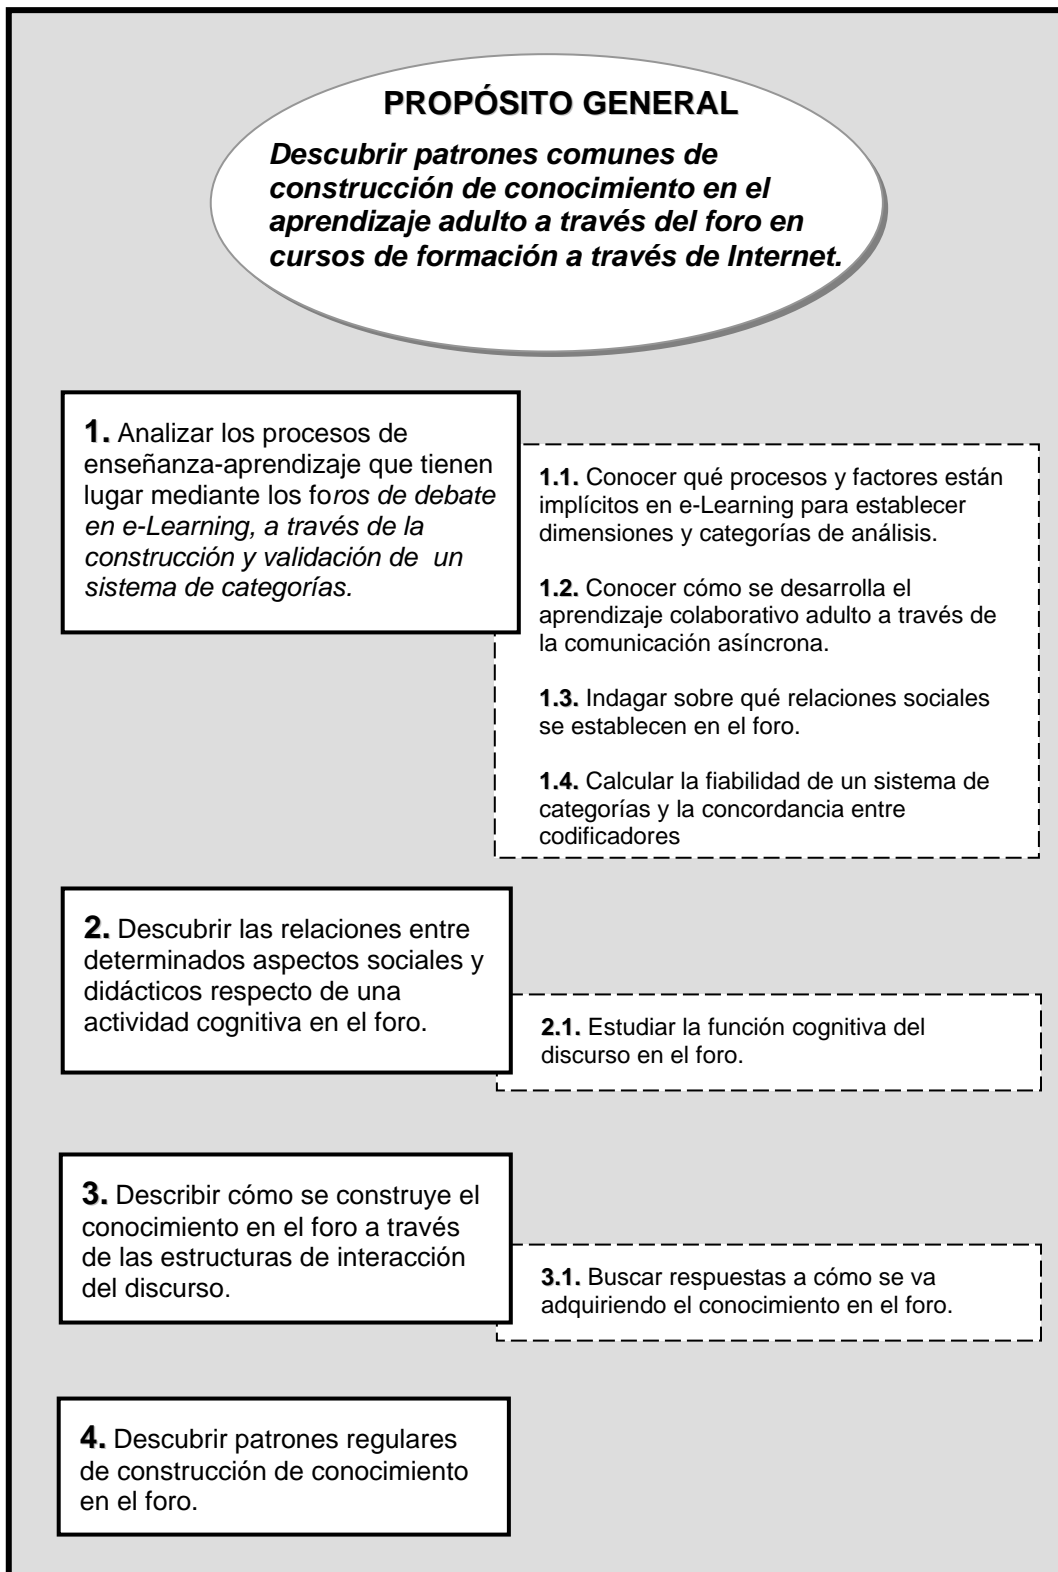 PROPÓSITO GENERAL
Descubrir patrones comunes de
construcción de conocimiento en el
aprendizaje adulto a través del foro en
cursos de formación a través de Internet.
1. Analizar los procesos de
enseñanza-aprendizaje que tienen
lugar mediante los foros de debate
en e-Learning, a través de la
construcción y validación de un
sistema de categorías.
1.1. Conocer qué procesos y factores están
implícitos en e-Learning para establecer
dimensiones y categorías de análisis.
1.2. Conocer cómo se desarrolla el
aprendizaje colaborativo adulto a través de
la comunicación asíncrona.
1.3. Indagar sobre qué relaciones sociales
se establecen en el foro.
1.4. Calcular la fiabilidad de un sistema de
categorías y la concordancia entre
codificadores
2. Descubrir las relaciones entre
determinados aspectos sociales y
didácticos respecto de una
actividad cognitiva en el foro.
2.1. Estudiar la función cognitiva del
discurso en el foro.
3. Describir cómo se construye el
conocimiento en el foro a través
de las estructuras de interacción
del discurso.
3.1. Buscar respuestas a cómo se va
adquiriendo el conocimiento en el foro.
4. Descubrir patrones regulares
de construcción de conocimiento
en el foro.